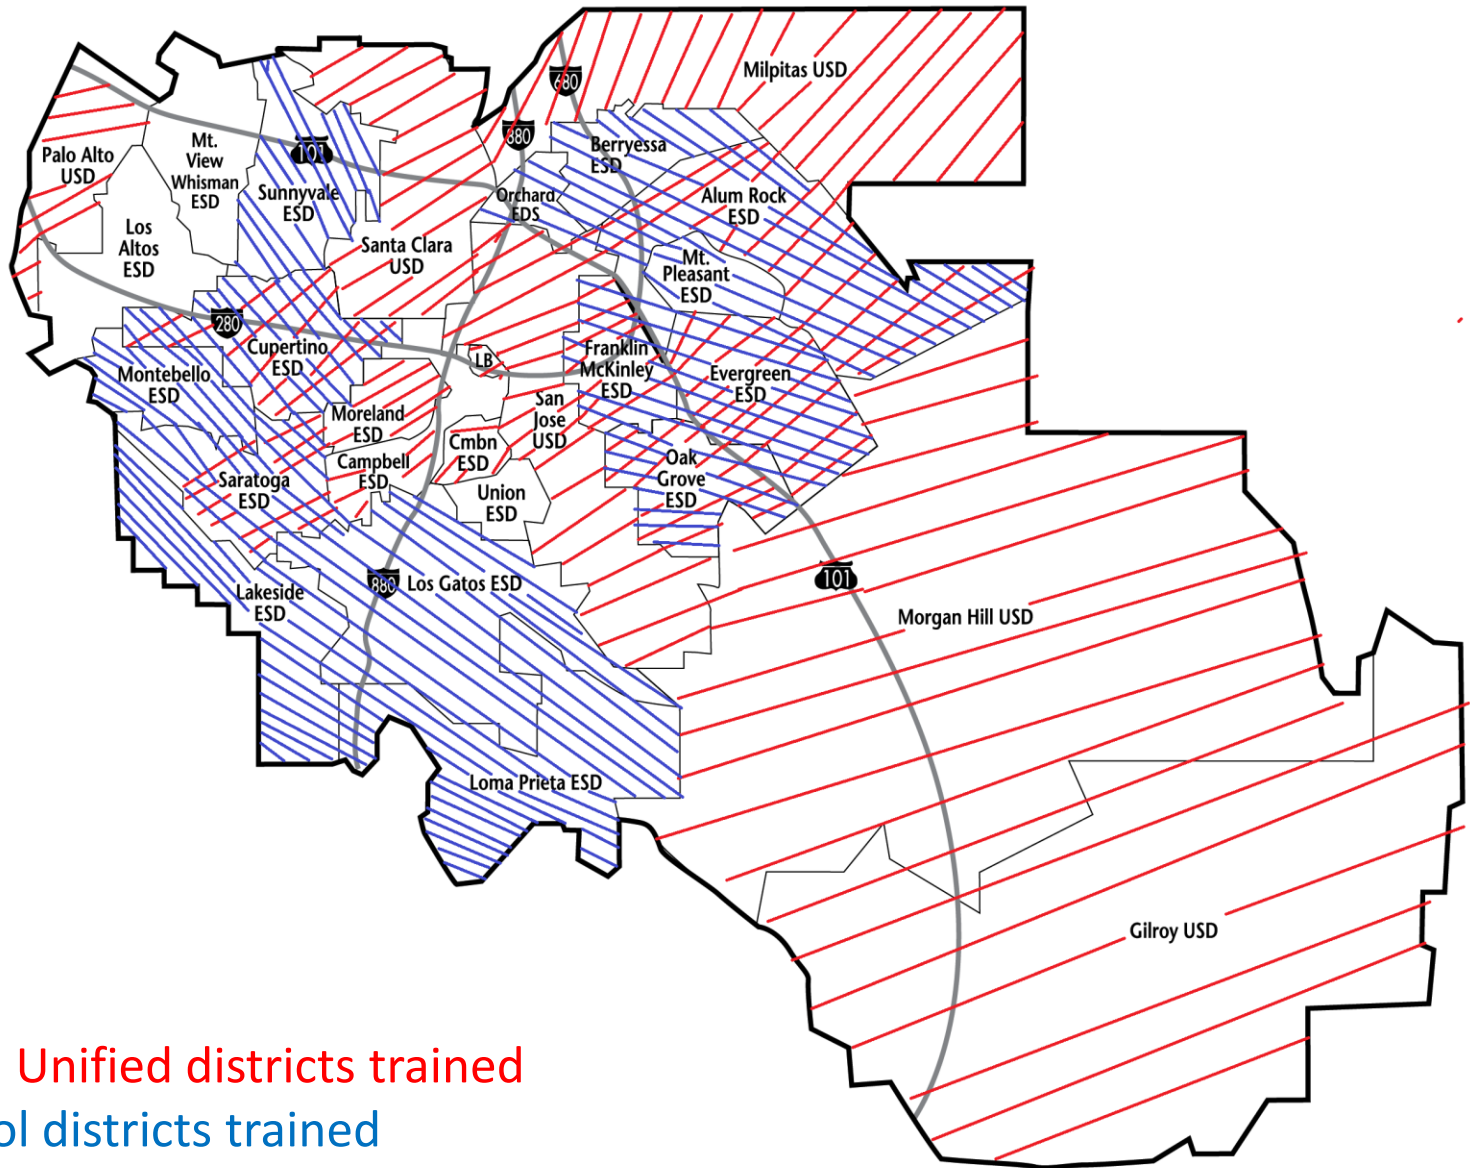 680
Milpitas USD
880
Mt.
View
Whisman
ESD
101
Berryessa
ESD
Palo Alto
USD
Sunnyvale
ESD
Orchard
EDS
Alum Rock
ESD
Los
Altos
ESD
Santa Clara
USD
Mt.
Pleasant
ESD
280
Cupertino
ESD
LB
Franklin
McKinley
ESD
Montebello
ESD
Evergreen
ESD
Moreland
ESD
San
Jose
USD
Cmbn
ESD
Campbell
ESD
Saratoga
ESD
Oak
Grove
ESD
Union
ESD
Lakeside
ESD
880
Los Gatos ESD
101
Morgan Hill USD
Loma Prieta ESD
Gilroy USD
Unified districts trained
ol districts trained